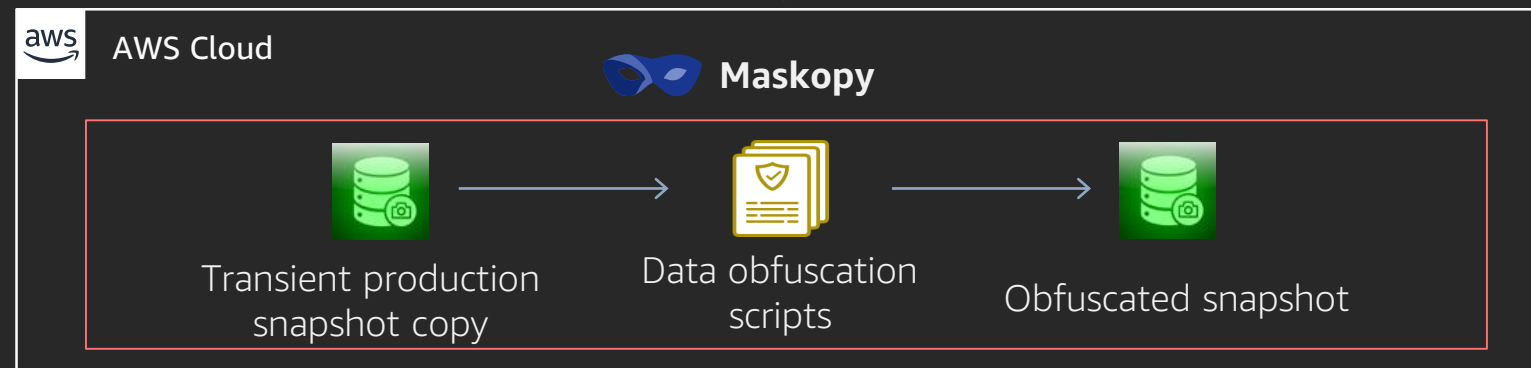 aws
AWS Cloud
Maskopy
Transient production
snapshot copy
Data obfuscation
scripts
Obfuscated snapshot